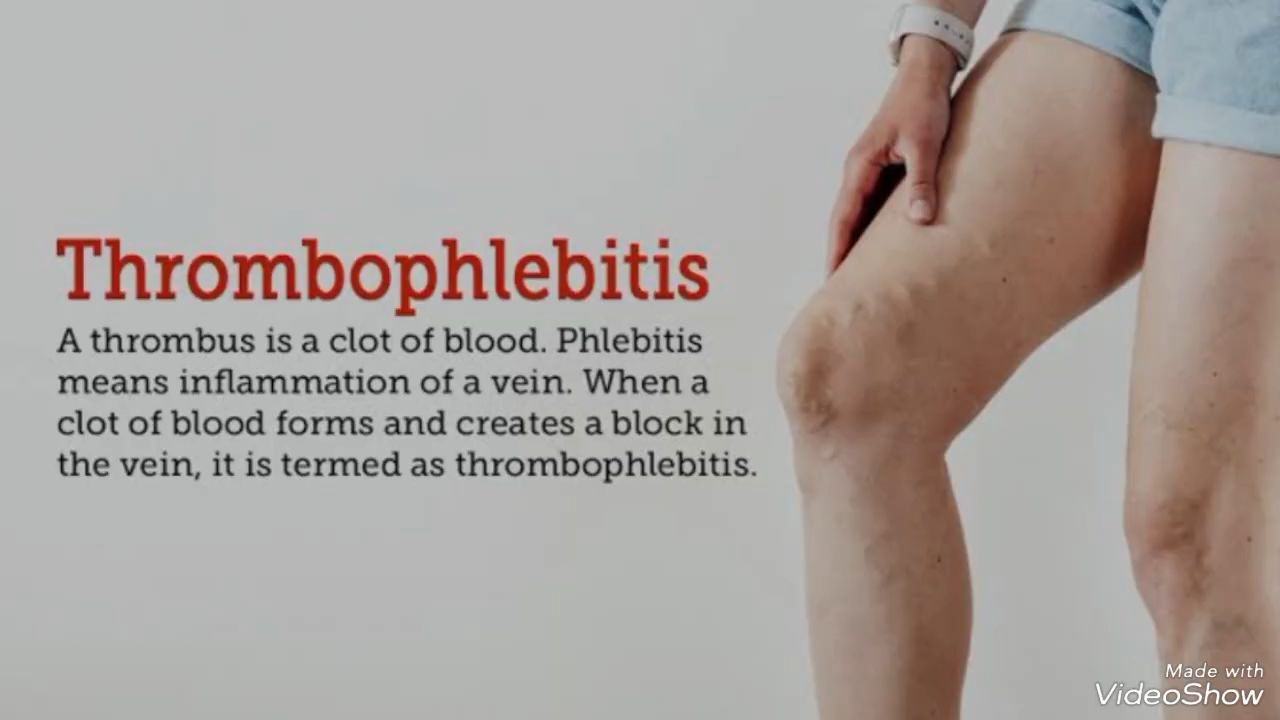 Thrombophlebitis
A thrombus is a clot of blood. Phlebitis
means inflammation of a vein. When a
clot of blood forms and creates a block in
the vein, it is termed as thrombophlebitis.
Made with
VideoShow